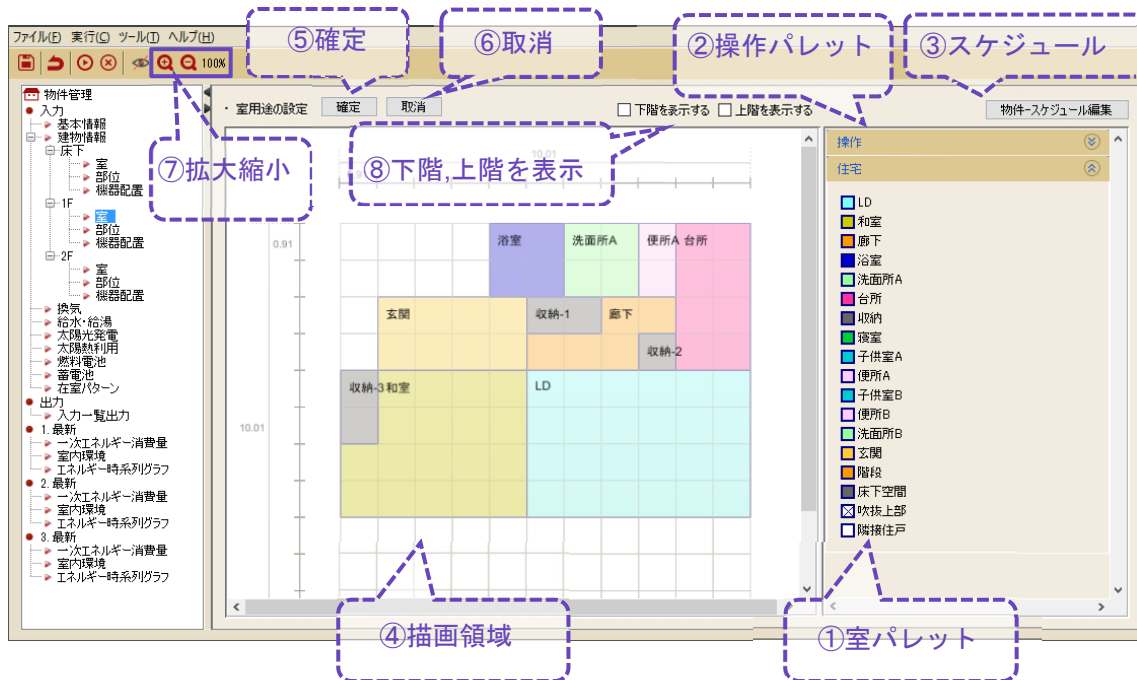 ファイル(F) 実行(C) ツール(T) ヘルプ(H)
⑤確定
⑥取消
②操作パレット
③スケジュール
100%
物件管理
入力
基本情報
建物情報
床下
室
部位
機器配置
1F
室
部位
機器配置
2F
室
部位
機器配置
換気
給水・給湯
太陽光発電
太陽熱利用
燃料電池
蓄電池
在室パターン
出力
入力一覧出力
1.最新
一次エネルギー消費量
室内環境
エネルギー時系列グラフ
2.最新
一次エネルギー消費量
室内環境
エネルギー時系列グラフ
3.最新
一次エネルギー消費量
室内環境
エネルギー時系列グラフ
⑦拡大縮小
・ 室用途の設定 確定 取消
下階を表示する 上階を表示する
物件-スケジュール編集
⑧下階,上階を表示
10.01
0.91
浴室 洗面所A 便所A 台所
玄関 収納-1 廊下
収納-2
収納-3 和室 LD
10.01
操作
住宅
LD
和室
廊下
浴室
洗面所A
台所
収納
寝室
子供室A
便所A
子供室B
便所B
洗面所B
玄関
階段
床下空間
吹抜上部
隣接住戸
④描画領域
①室パレット